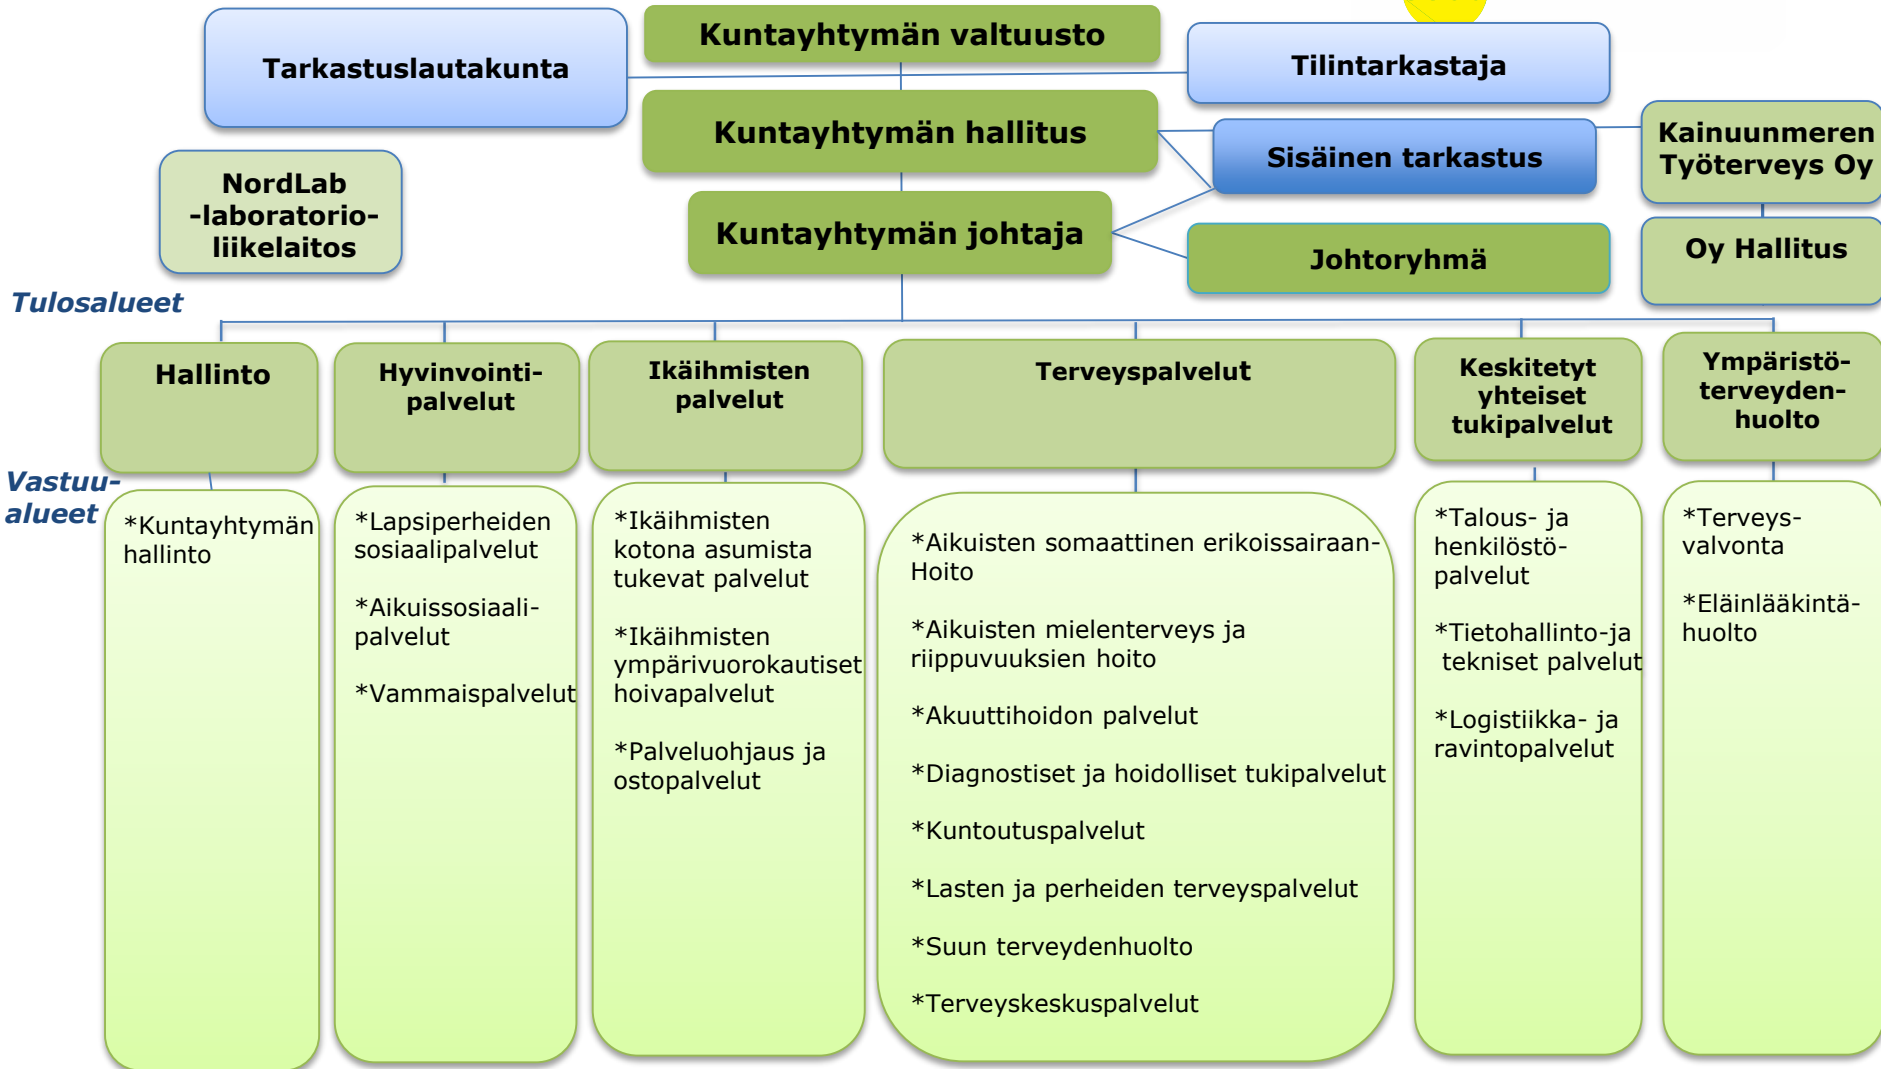 Kuntayhtymän valtuusto
Tarkastuslautakunta
Tilintarkastaja
Kuntayhtymän hallitus
Sisäinen tarkastus
Kainuunmeren
Työterveys Oy
NordLab
-laboratorio-
liikelaitos
Kuntayhtymän johtaja
Johtoryhmä
Oy Hallitus
Tulosalueet
Hallinto
Hyvinvointi-
palvelut
Ikäihmisten
palvelut
Terveyspalvelut
Keskitetyt
yhteiset
tukipalvelut
Ympäristö-
terveyden-
huolto
Vastuu-
alueet
*Kuntayhtymän
hallinto
*Lapsiperheiden
sosiaalipalvelut
*Aikuissosiaali-
palvelut
*Vammaispalvelut
*Ikäihmisten
kotona asumista
tukevat palvelut
*Ikäihmisten
ympärivuorokautiset
hoivapalvelut
*Palveluohjaus ja
ostopalvelut
*Aikuisten somaattinen erikoissairaan-
Hoito
*Aikuisten mielenterveys ja
riippuvuuksien hoito
*Akuuttihoidon palvelut
*Diagnostiset ja hoidolliset tukipalvelut
*Kuntoutuspalvelut
*Lasten ja perheiden terveyspalvelut
*Suun terveydenhuolto
*Terveyskeskuspalvelut
*Talous- ja
henkilöstö-
palvelut
*Tietohallinto-ja
tekniset palvelut
*Logistiikka- ja
ravintopalvelut
*Terveys-
valvonta
*Eläinlääkintä-
huolto